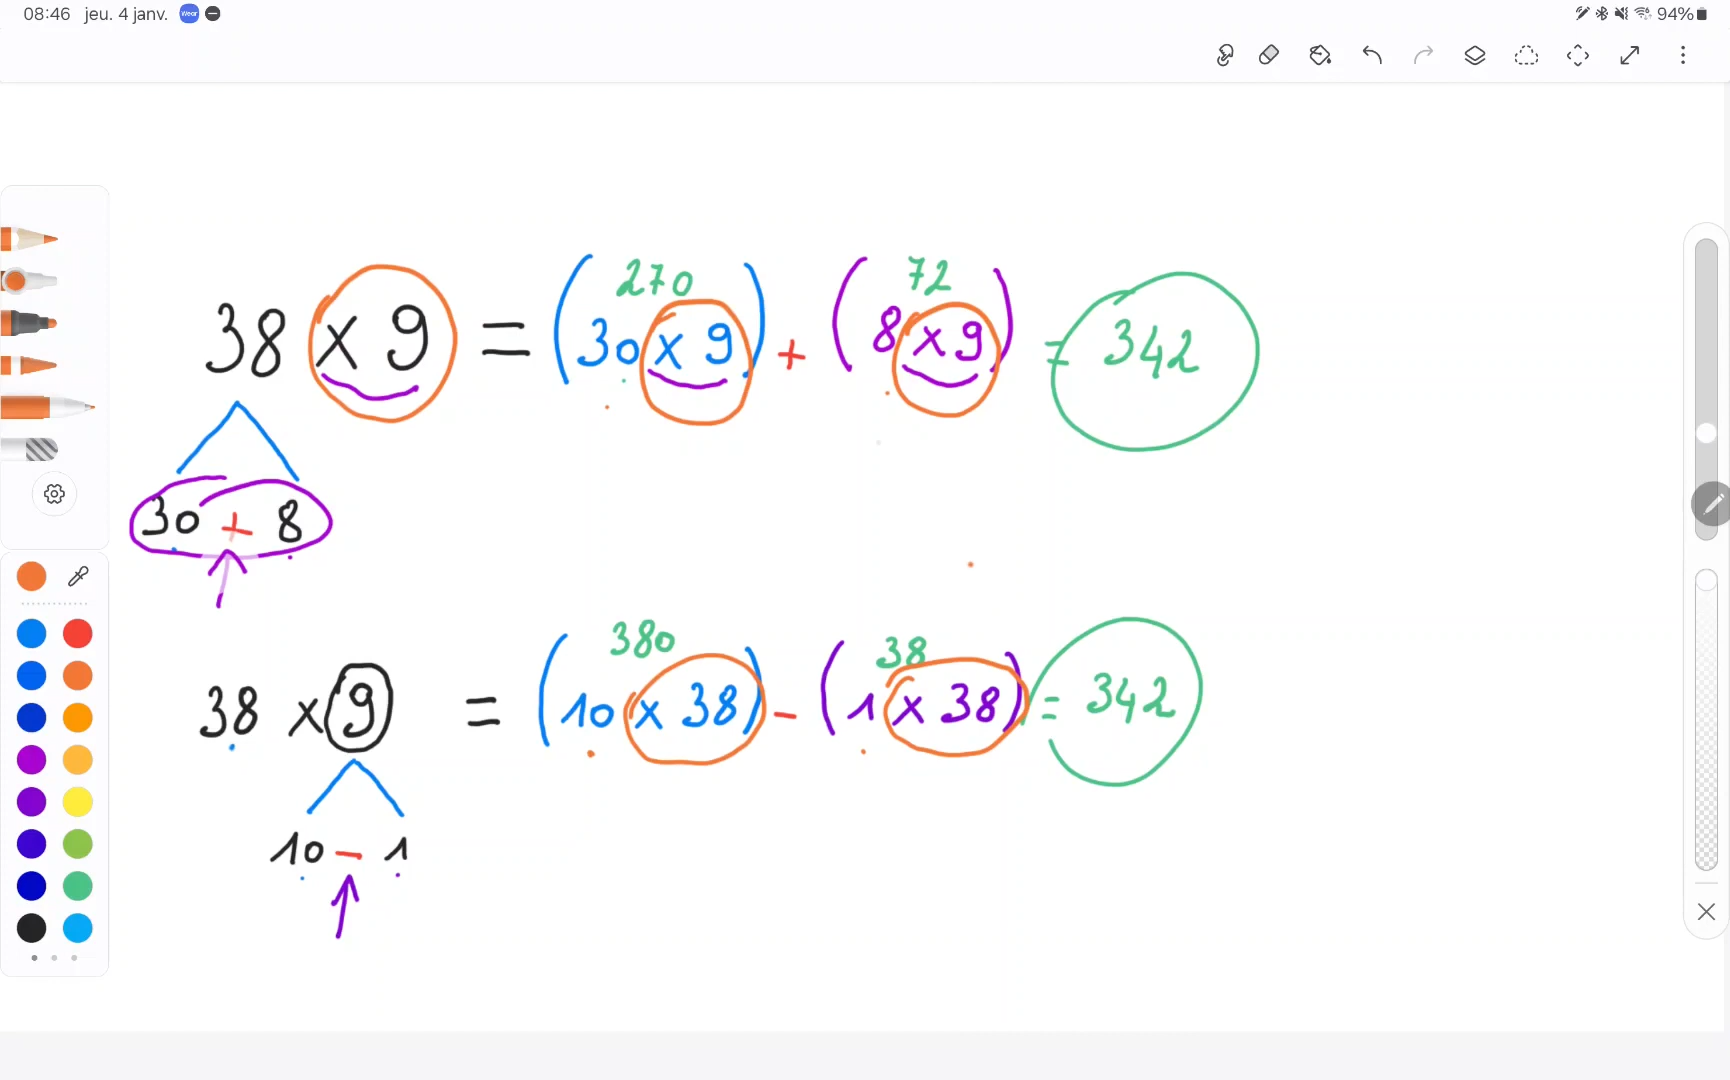 08:46 jeu. 4 janv. Wear 94%
270 72
38 x 9 = (30 x 9) + (8 x 9) = 342
30 + 8
380 38
38 x 9 = (10 x 38) - (1 x 38) = 342
10 - 1